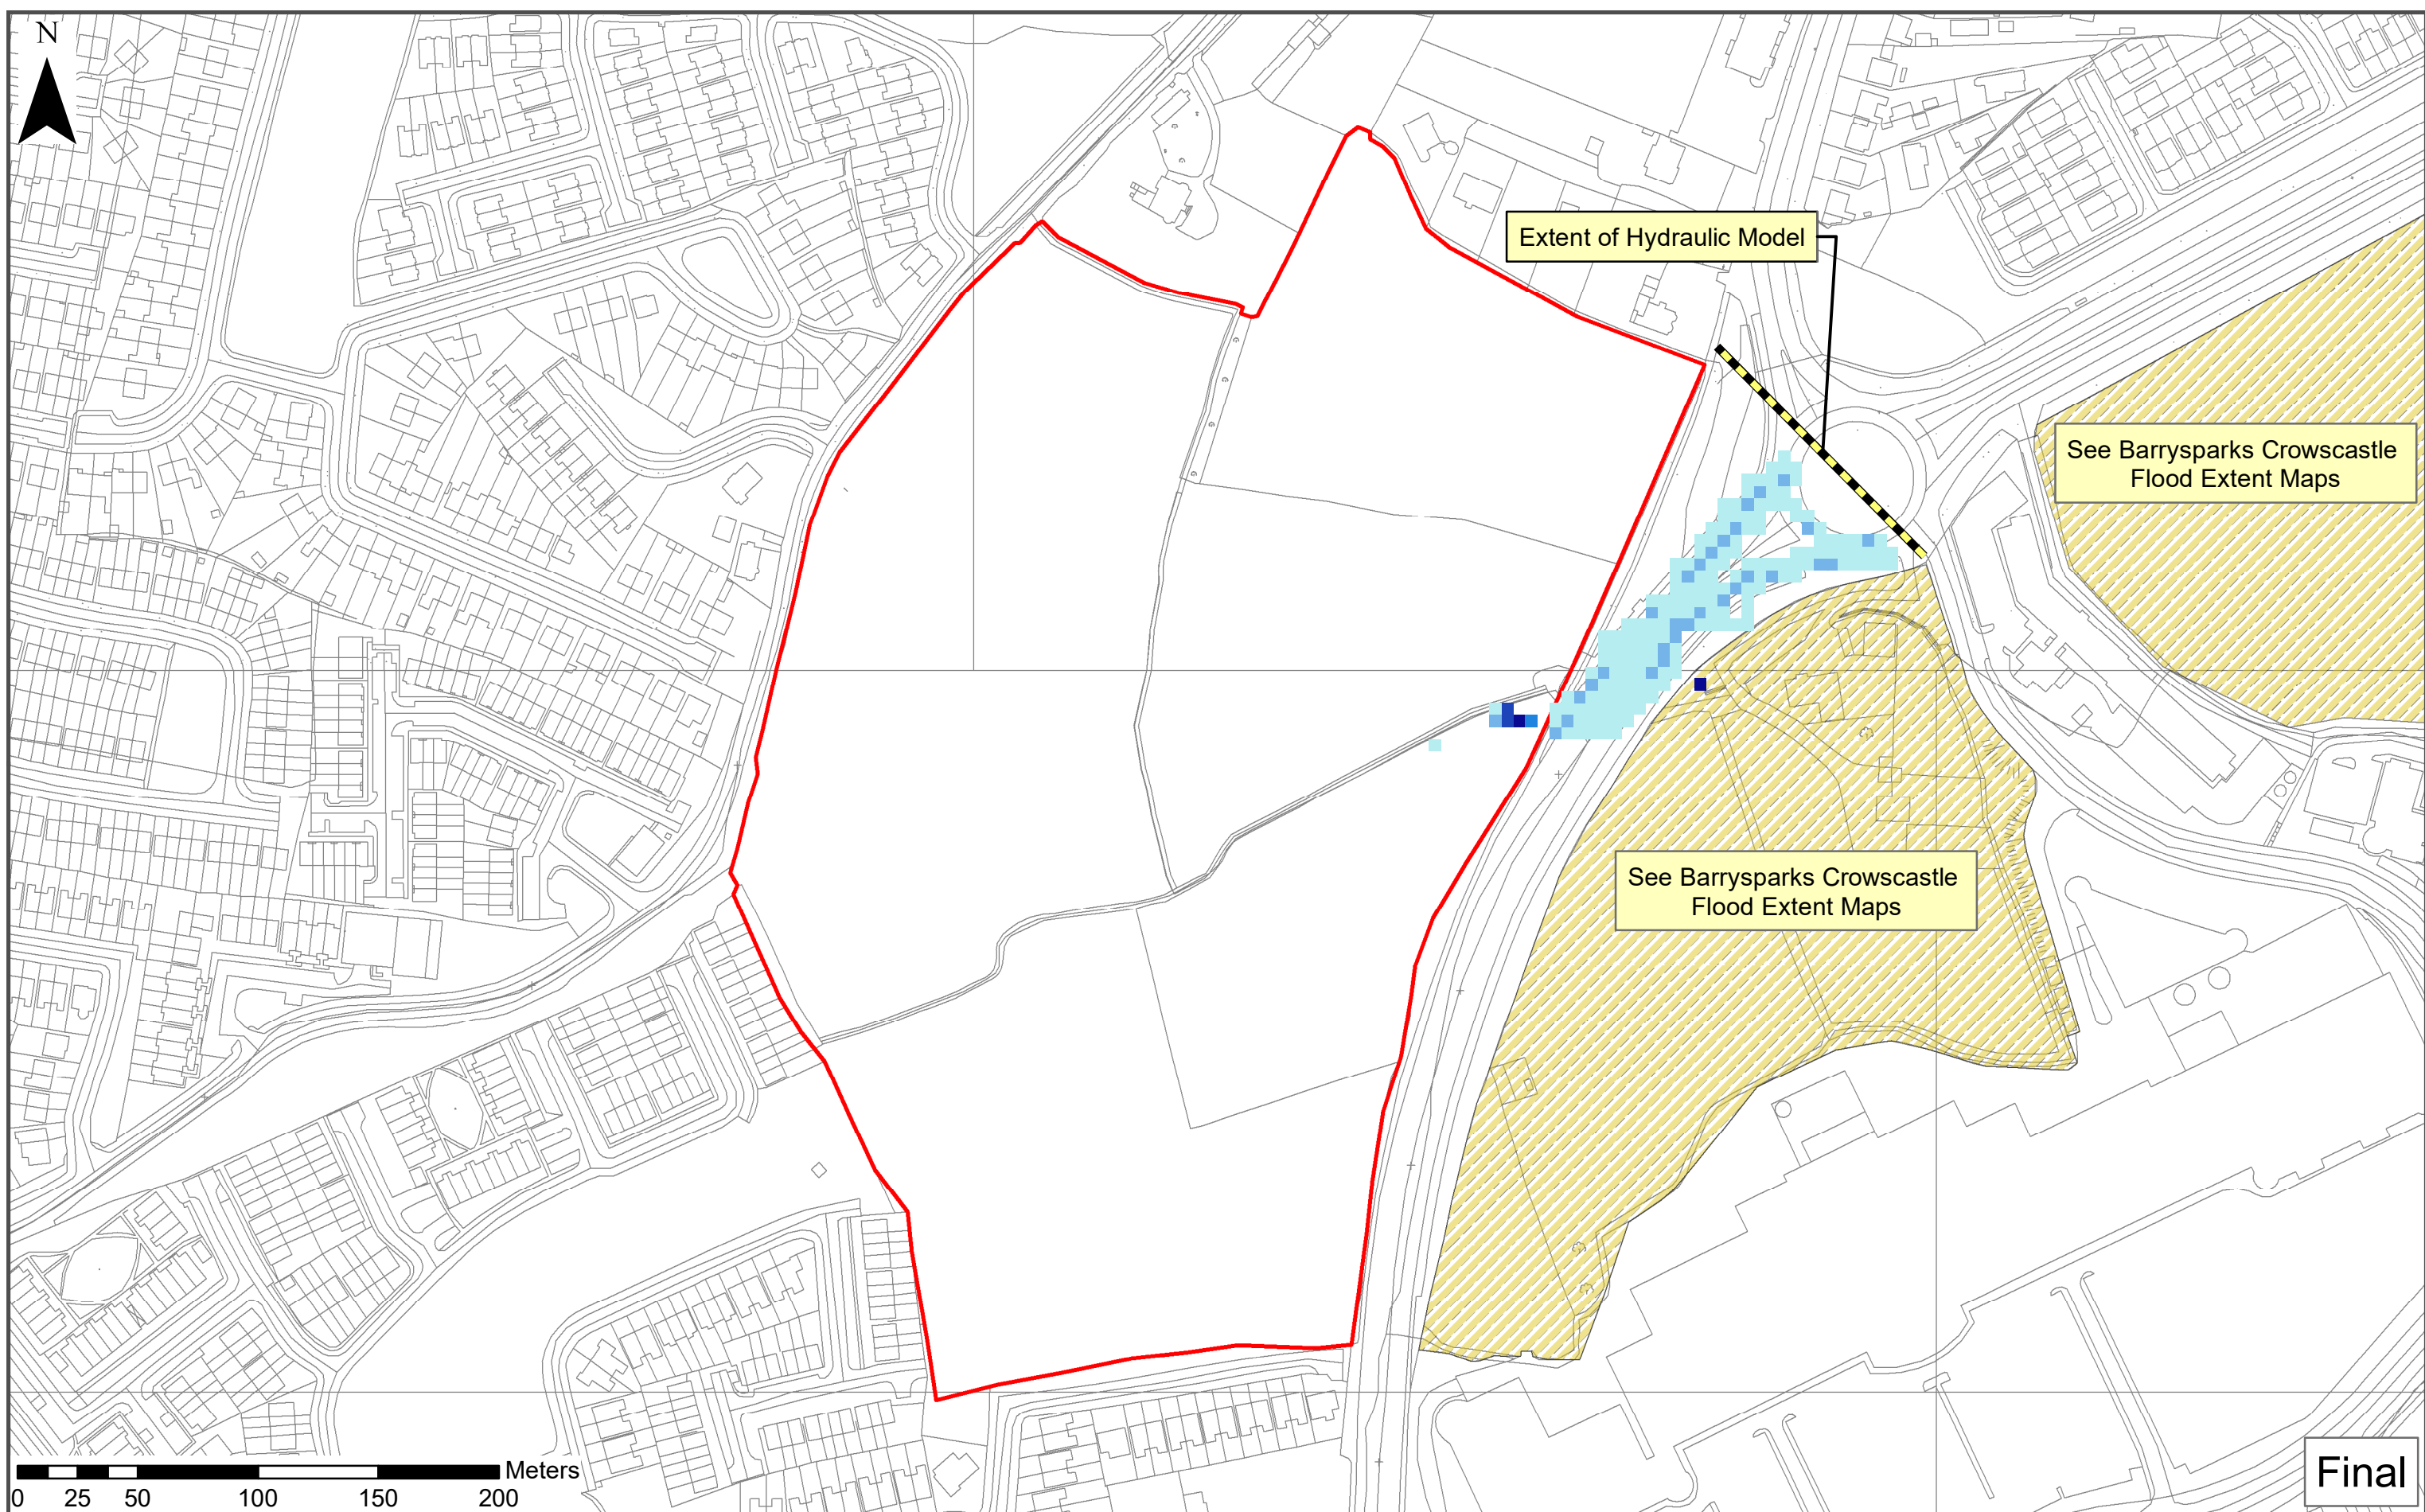 N
Extent of Hydraulic Model
See Barrysparks Crowscastle
Flood Extent Maps
See Barrysparks Crowscastle
Flood Extent Maps
Meters
0 25 50 100 150 200
Final